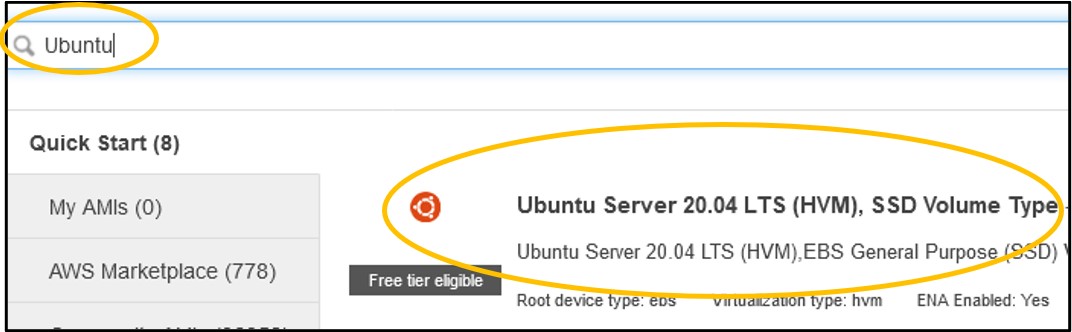 Ubuntu
Quick Start (8)
My AMIs (0)
AWS Marketplace (778)
Ubuntu Server 20.04 LTS (HVM), SSD Volume Type
Ubuntu Server 20.04 LTS (HVM),EBS General Purpose (SSD)
Free tier eligible
Root device type: ebs Virtualization type: hvm ENA Enabled: Yes